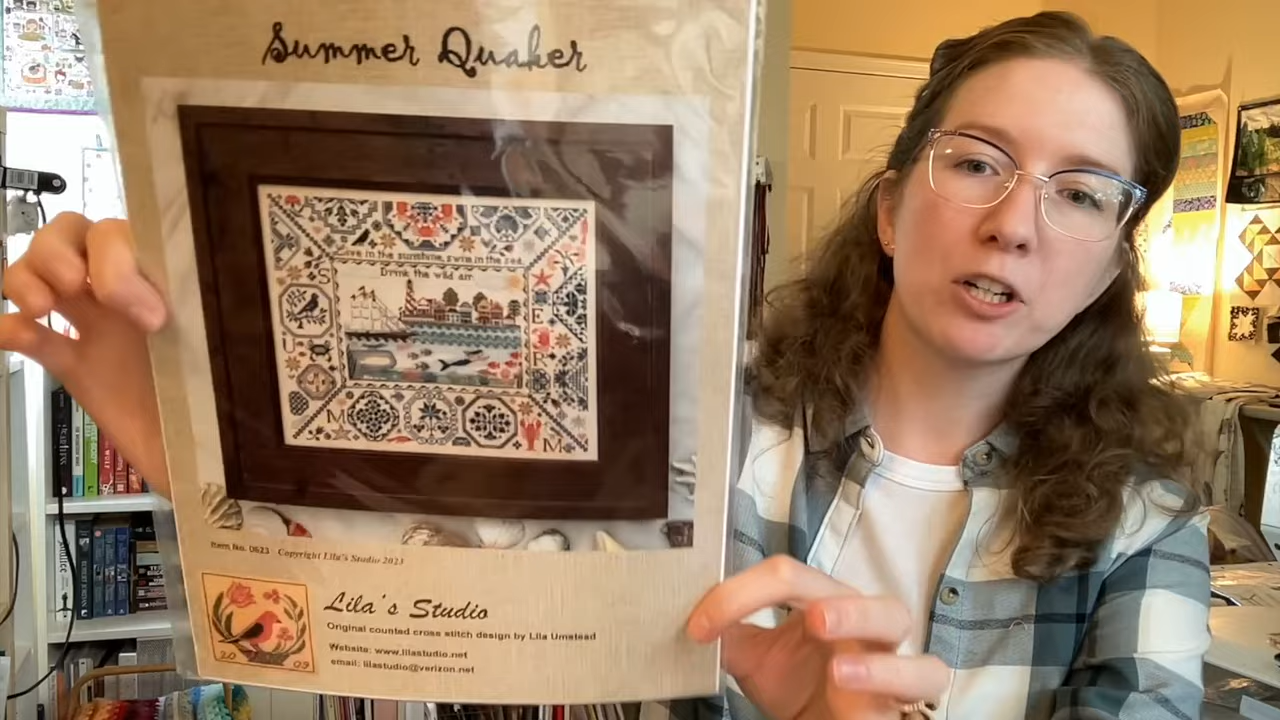 Summer Quaker
Live in the sunshine, swim in the sea,
Drink the wild air.
S
U
M
M
E
R
Item No. 0623 Copyright Lila's Studio 2023
Lila's Studio
Original counted cross stitch design by Lila Umstead
Website: www.lilastudio.net
email: lilastudio@verizon.net
20 09